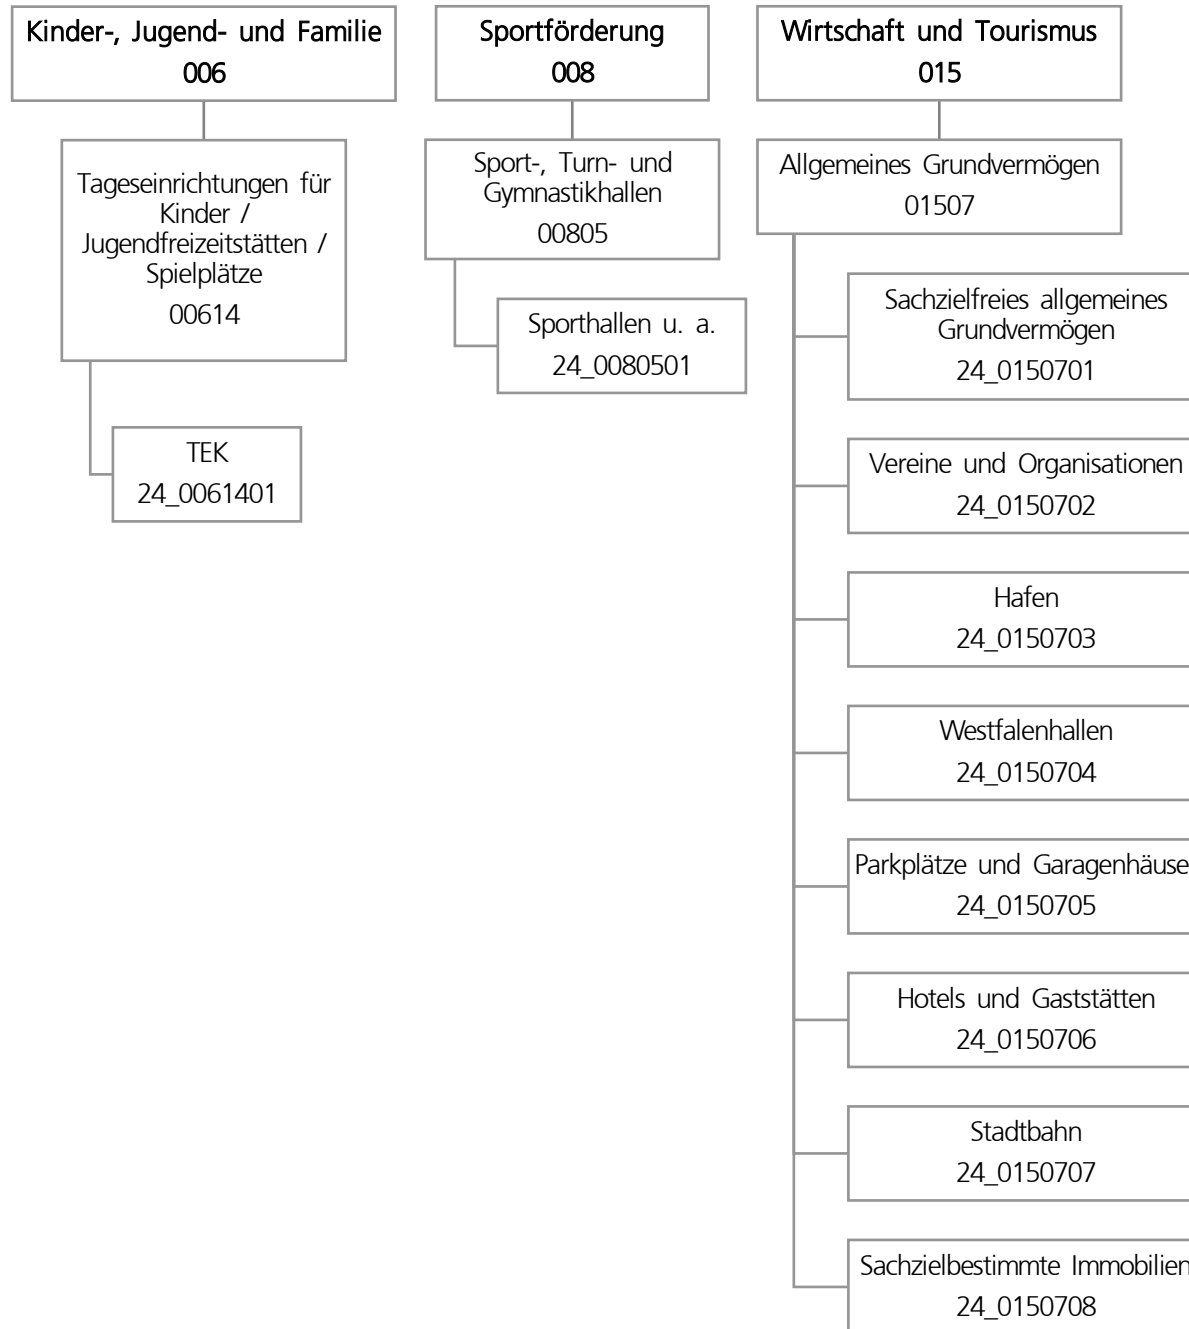 Kinder-, Jugend- und Familie
006
Tageseinrichtungen für
Kinder /
Jugendfreizeitstätten /
Spielplätze
00614
TEK
24_0061401
Sportförderung
008
Sport-, Turn- und
Gymnastikhallen
00805
Sporthallen u. a.
24_0080501
Wirtschaft und Tourismus
015
Allgemeines Grundvermögen
01507
Sachzielfreies allgemeines
Grundvermögen
24_0150701
Vereine und Organisationen
24_0150702
Hafen
24_0150703
Westfalenhallen
24_0150704
Parkplätze und Garagenhäuse
24_0150705
Hotels und Gaststätten
24_0150706
Stadtbahn
24_0150707
Sachzielbestimmte Immobilien
24_0150708